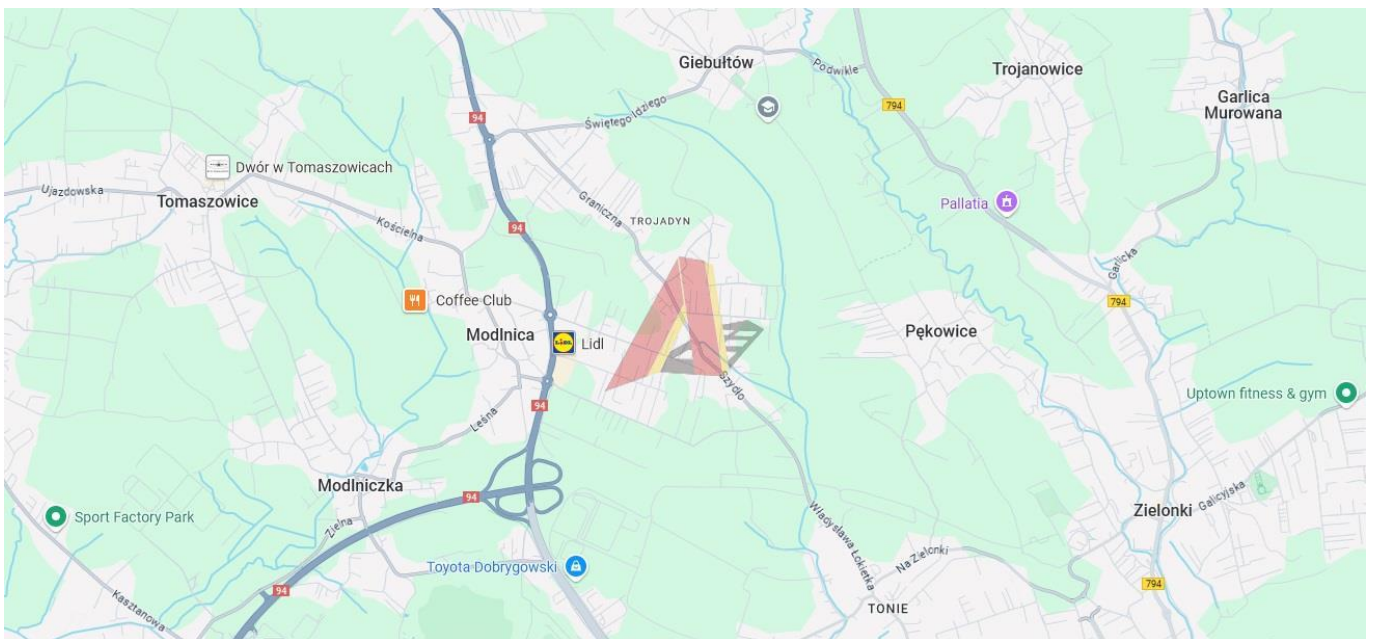 Giebułtów
Podwikle
Trojanowice
Garlica
Murowana
94
794
Świętego Idziego
Dwór w Tomaszowicach
Ujazdowska
Tomaszowice
Kościelna
Graniczna
TROJADYN
94
Pallatia
Garlicka
794
Coffee Club
Modlnica
Lidl
LIDL
Pękowice
Szydło
Uptown fitness & gym
94
Leśna
Modlniczka
94
Sport Factory Park
Zielna
Władysława Łokietka
Zielonki
Galicyjska
Na Zielonki
Toyota Dobrygowski
94
Kasztanowa
794
TONIE